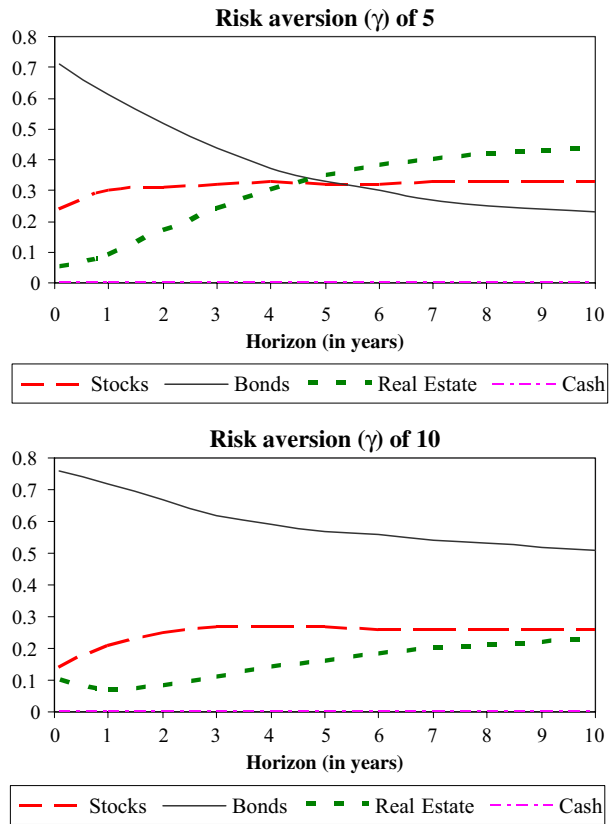 Risk aversion (γ) of 5
0.8
0.7
0.6
0.5
0.4
0.3
0.2
0.1
0
0 1 2 3 4 5 6 7 8 9 10
Horizon (in years)
Stocks Bonds Real Estate Cash
Risk aversion (γ) of 10
0.8
0.7
0.6
0.5
0.4
0.3
0.2
0.1
0
0 1 2 3 4 5 6 7 8 9 10
Horizon (in years)
Stocks Bonds Real Estate Cash